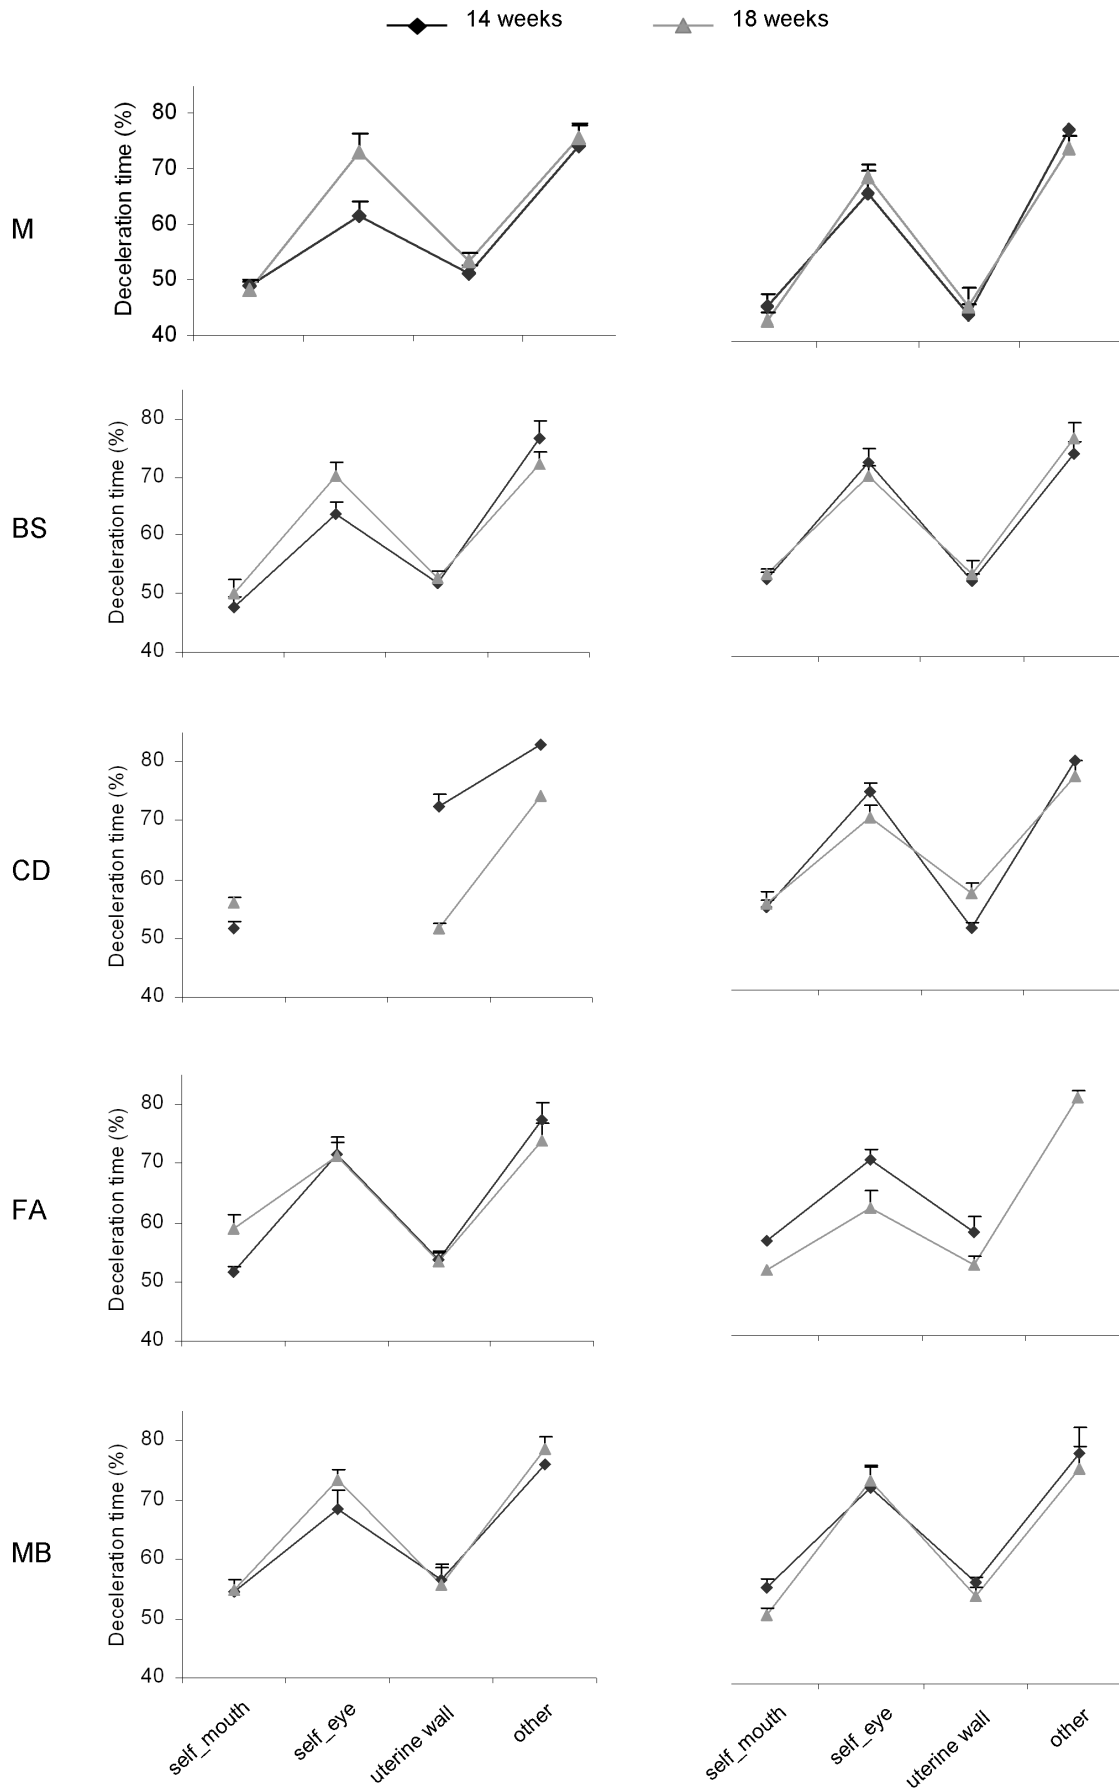 14 weeks 18 weeks
M
Deceleration time (%)
80
70
60
50
40
BS
Deceleration time (%)
80
70
60
50
40
CD
Deceleration time (%)
80
70
60
50
40
FA
Deceleration time (%)
80
70
60
50
40
MB
Deceleration time (%)
80
70
60
50
40
self_mouth self_eye uterine wall other
self_mouth self_eye uterine wall other